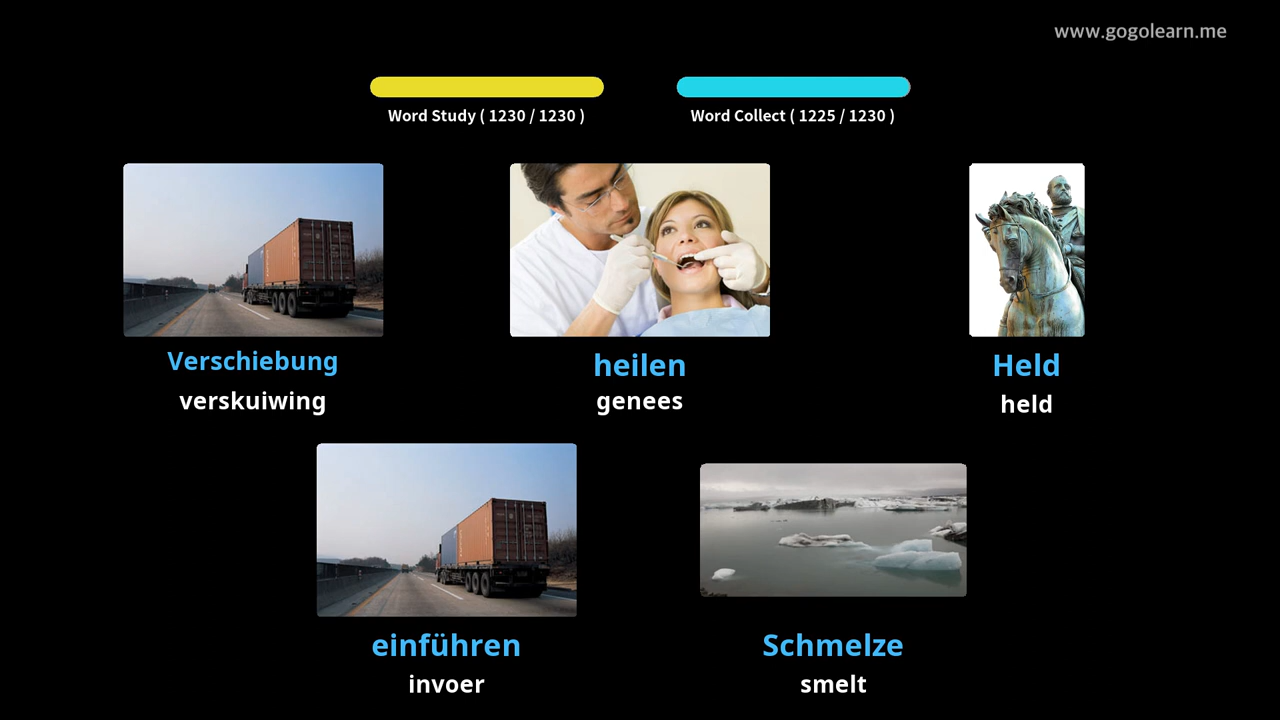 www.gogolearn.me
Word Study ( 1230 / 1230 )
Word Collect ( 1225 / 1230 )
Verschiebung
verskuiwing
heilen
genees
Held
held
einführen
invoer
Schmelze
smelt